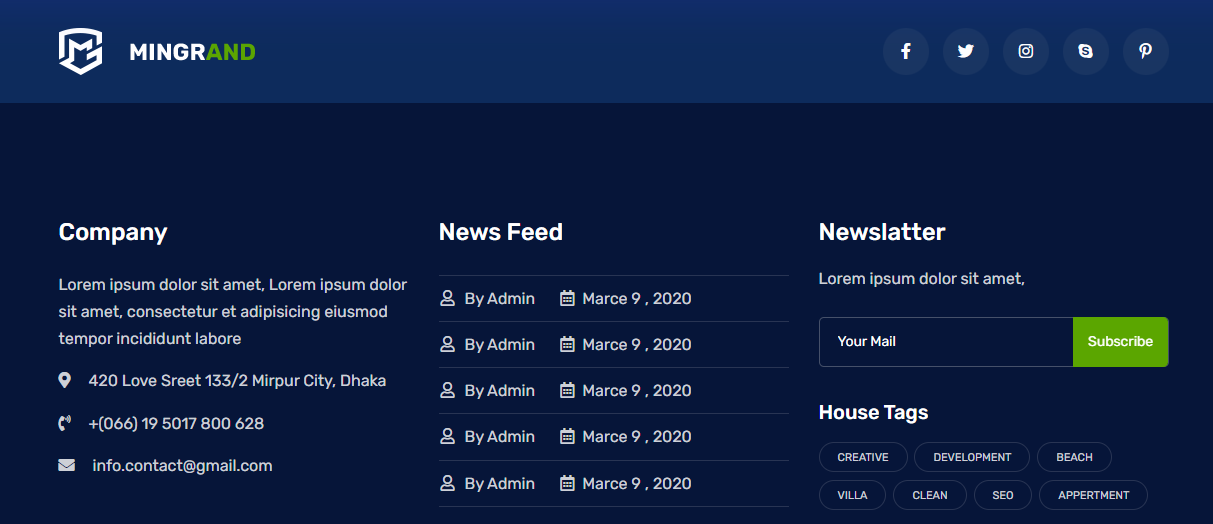 MINGRAND
Company
Lorem ipsum dolor sit amet, Lorem ipsum dolor
sit amet, consectetur et adipisicing eiusmod
tempor incididunt labore
420 Love Sreet 133/2 Mirpur City, Dhaka
+(066) 19 5017 800 628
info.contact@gmail.com
News Feed
By Admin Marce 9 , 2020
By Admin Marce 9 , 2020
By Admin Marce 9 , 2020
By Admin Marce 9 , 2020
By Admin Marce 9 , 2020
Newslatter
Lorem ipsum dolor sit amet,
Your Mail Subscribe
House Tags
CREATIVE DEVELOPMENT BEACH
VILLA CLEAN SEO APPERTMENT